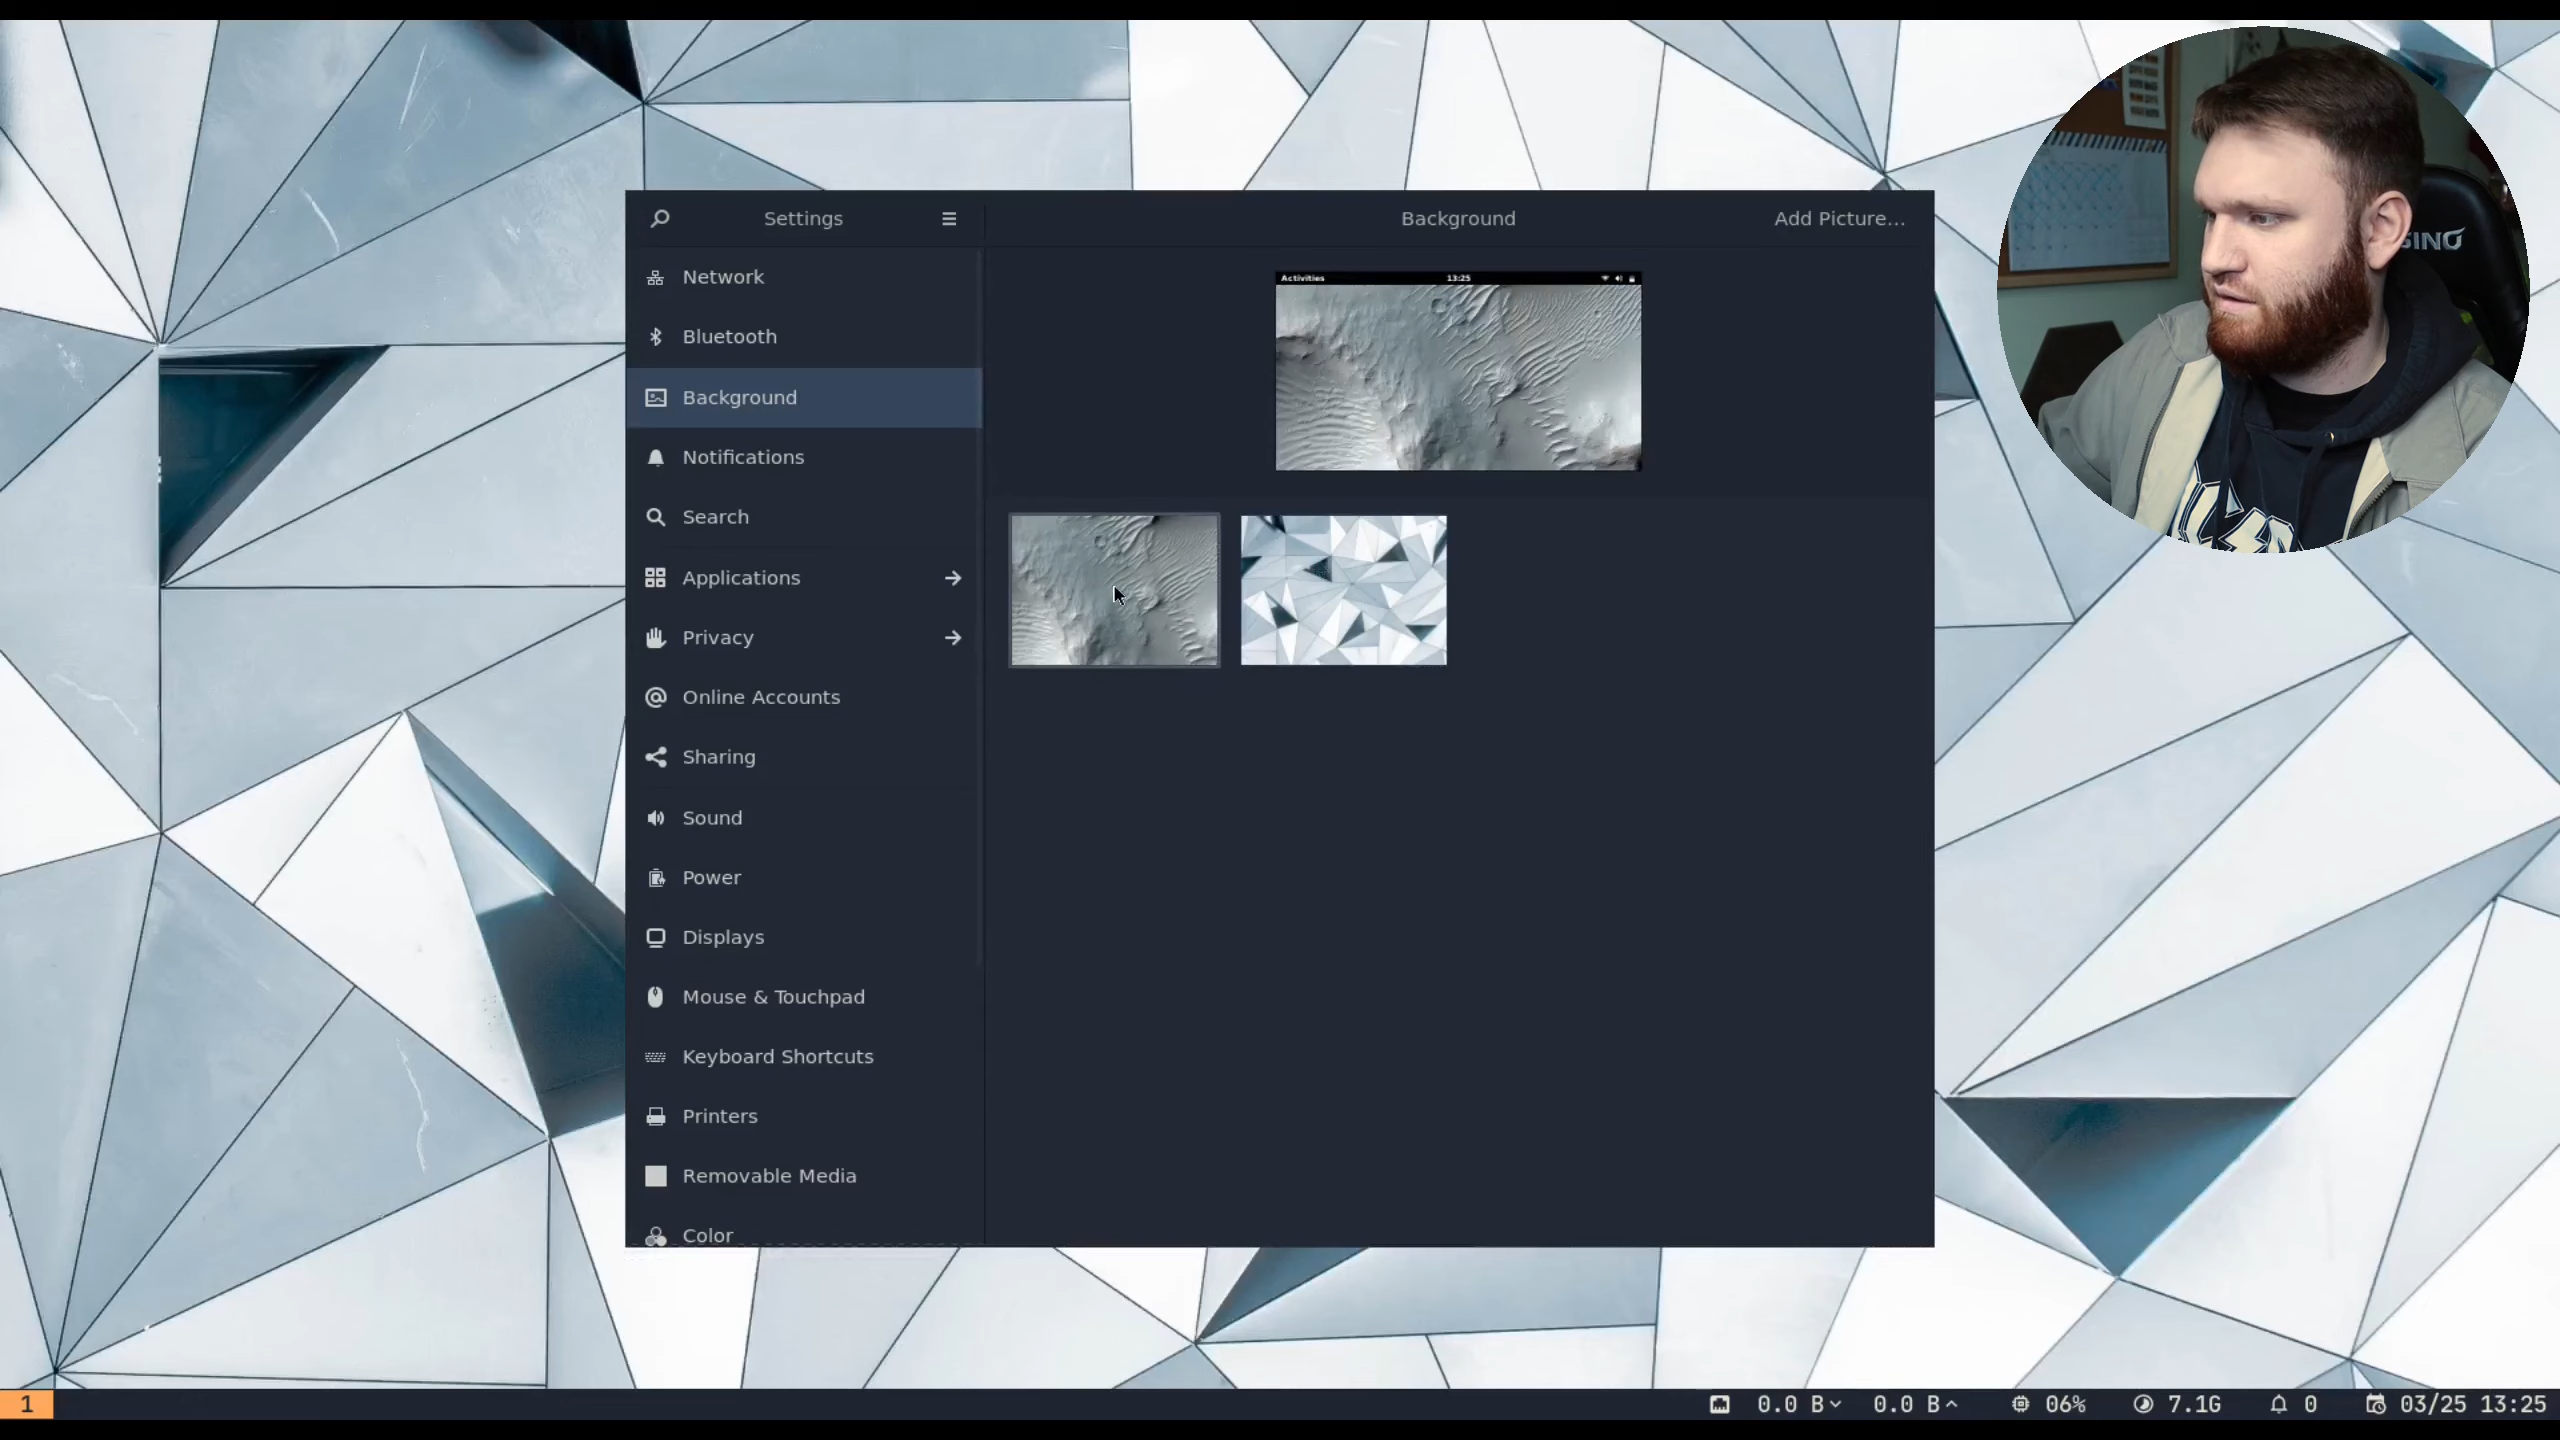 Settings
Background
Add Picture...
Network
Bluetooth
Background
Notifications
Search
Applications
Privacy
Online Accounts
Sharing
Sound
Power
Displays
Mouse & Touchpad
Keyboard Shortcuts
Printers
Removable Media
Color
Activities 13:25
1
0.0 B 0.0 B 06% 7.1G 0 03/25 13:25